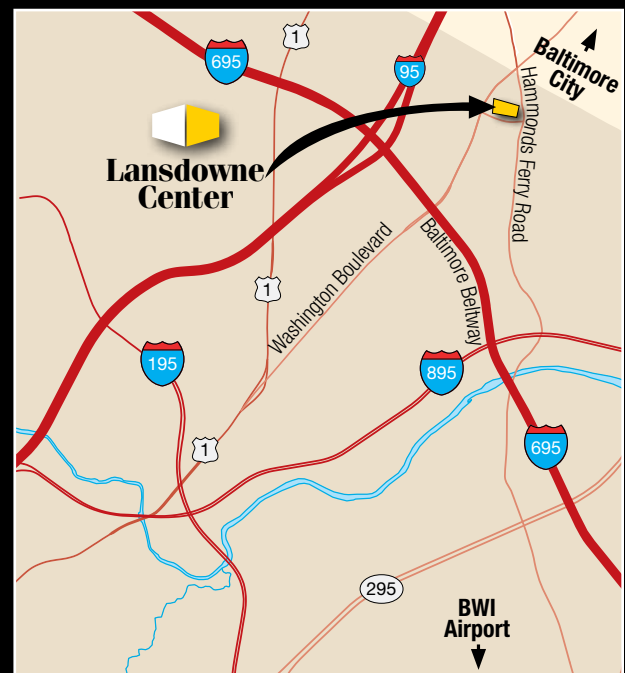 1
695
95
Baltimore
City
Hammonds Ferry Road
Lansdowne
Center
1
Washington Boulevard
Baltimore Beltway
195
895
1
695
295
BWI
Airport